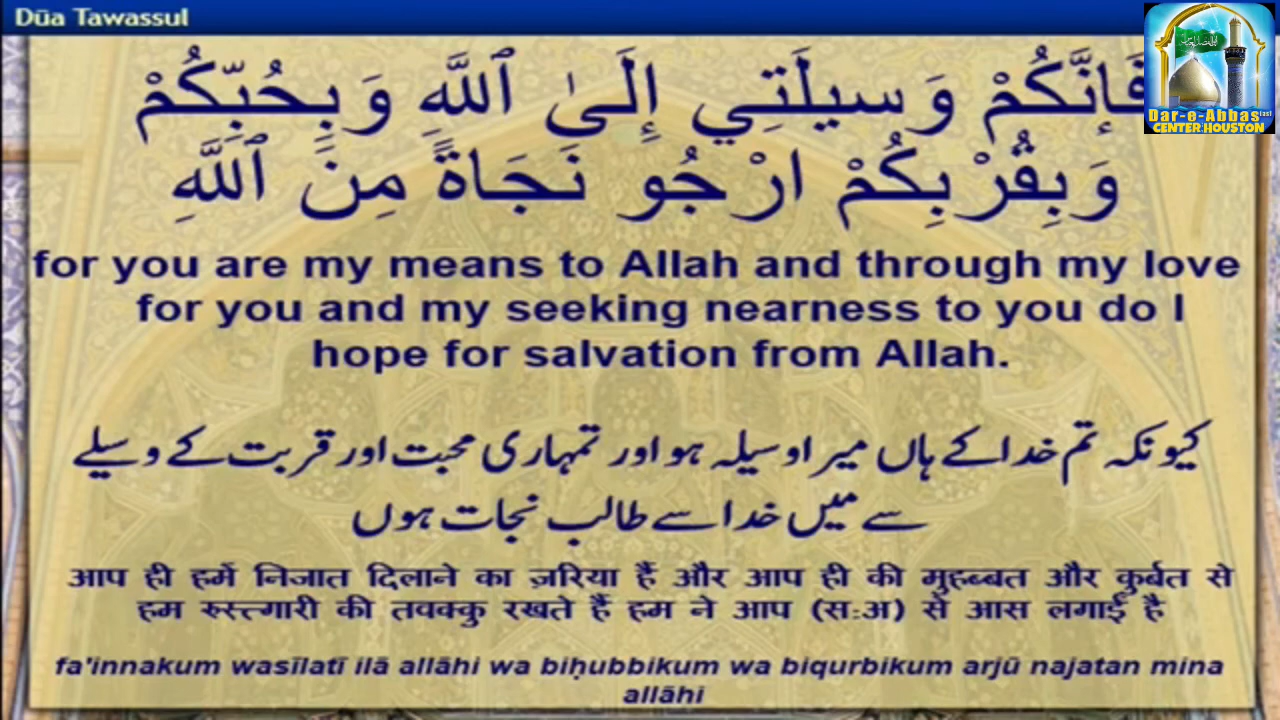 Dūa Tawassul
Dar-e-Abbas(as)
CENTER HOUSTON
فَإِنَّكُمْ وَسيلَتِي إِلَىٰ ٱللَّهِ وَبِحُبِّكُمْ
وَبِقُرْبِكُمْ ارْجُو نَجَاةً مِنَ ٱللَّهِ
for you are my means to Allah and through my love
for you and my seeking nearness to you do I
hope for salvation from Allah.
کیونکہ تم خدا کے ہاں میرا وسیلہ ہو اور تمہاری محبت اور قربت کے وسیلے
سے میں خدا سے طالب نجات ہوں
आप ही हमें निजात दिलाने का ज़रिया हैं और आप ही की मुहब्बत और कुर्बत से
हम रुस्त्गारी की तवक्कु रखते हैं हम ने आप (स:अ) से आस लगाईं है
fa'innakum wasīlatī ilā allāhi wa biḥubbikum wa biqurbikum arjū najatan mina
allāhi